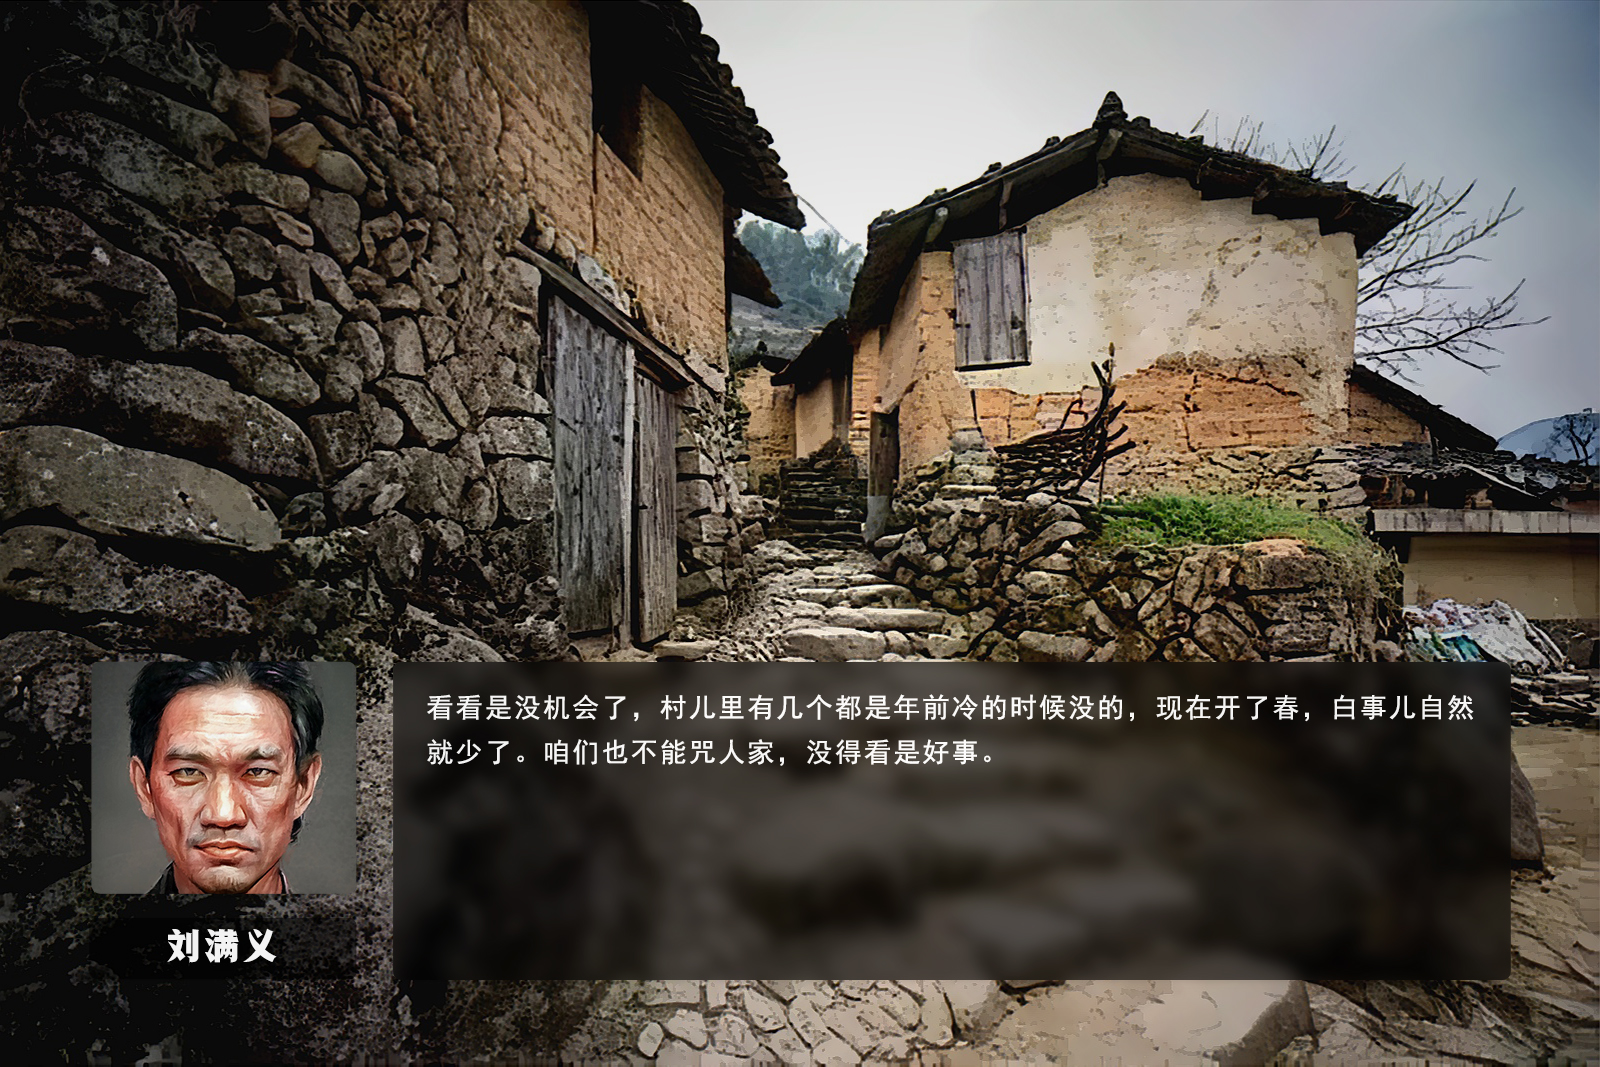 看看是没机会了，村儿里有几个都是年前冷的时候没的，现在开了春，白事儿自然
就少了。咱们也不能咒人家，没得看是好事。
刘满义